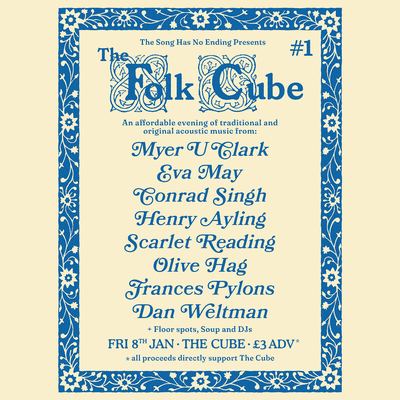 The Song Has No Ending Presents
#1
The
Folk Cube
An affordable evening of traditional and
original acoustic music from:
Myer U Clark
Eva May
Conrad Singh
Henry Ayling
Scarlet Reading
Olive Hag
Frances Pylons
Dan Weltman
+ Floor spots, Soup and DJs
FRI 8TH JAN · THE CUBE · £3 ADV*
* all proceeds directly support The Cube